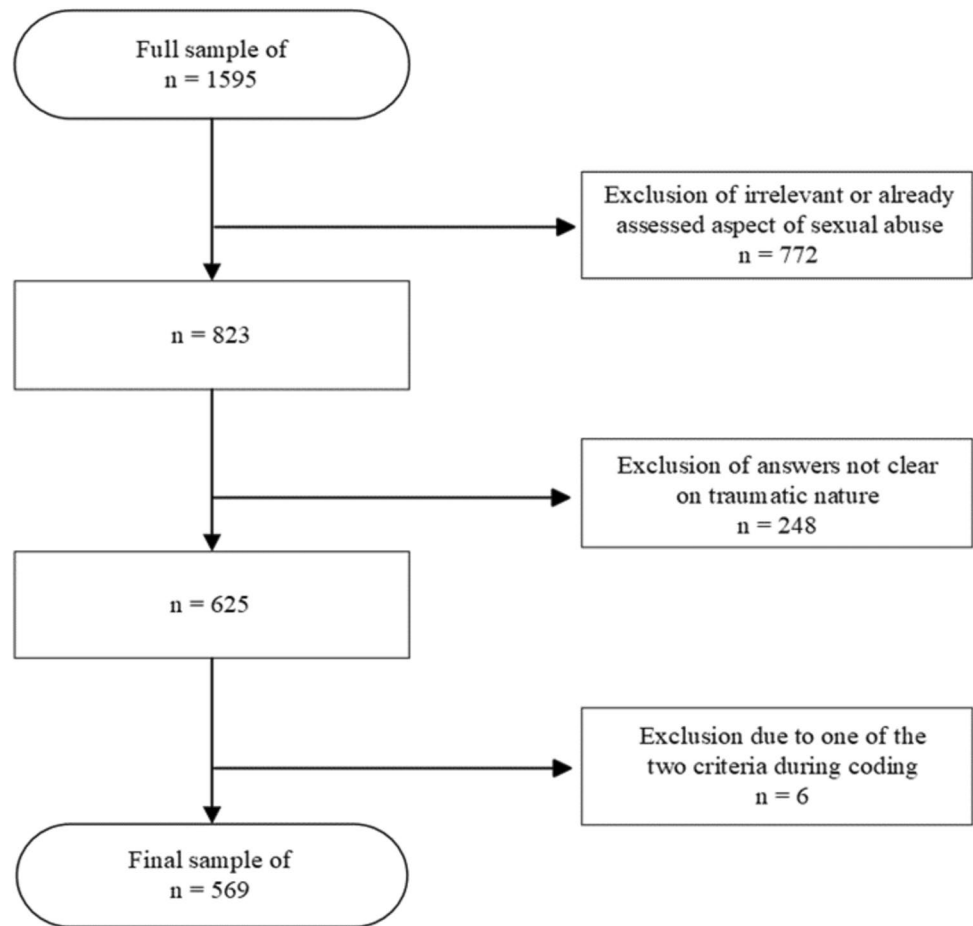 Full sample of
n = 1595
Exclusion of irrelevant or already
assessed aspect of sexual abuse
n = 772
n = 823
Exclusion of answers not clear
on traumatic nature
n = 248
n = 625
Exclusion due to one of the
two criteria during coding
n = 6
Final sample of
n = 569